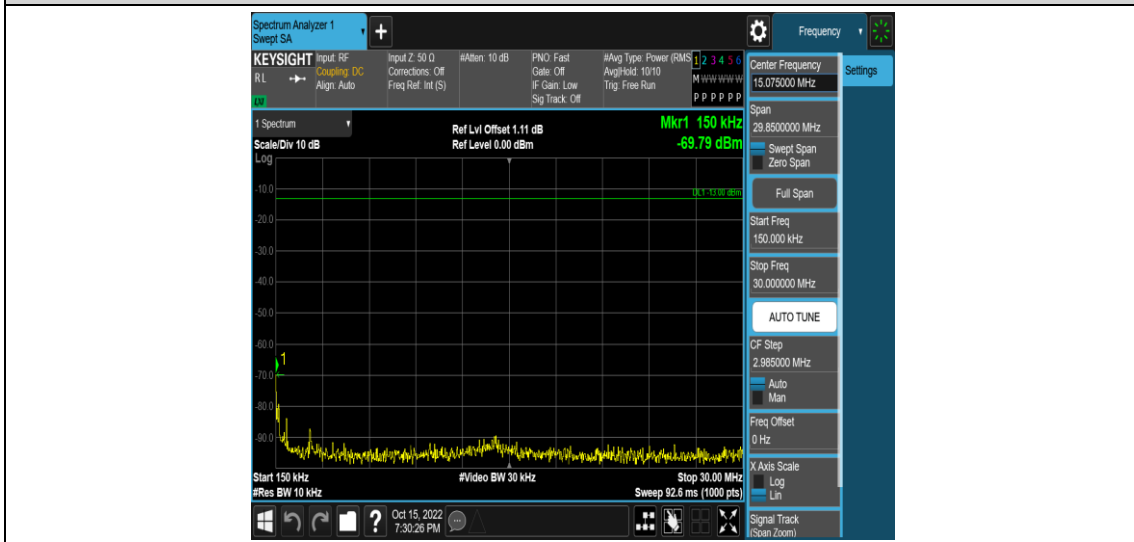 Spectrum Analyzer 1
Swept SA
Frequency
KEYSIGHT
RL
Input: RF
Coupling: DC
Align: Auto
Input Z: 50 Ω
Corrections: Off
Freq Ref: Int (S)
#Atten: 10 dB
PNO: Fast
Gate: Off
IF Gain: Low
Sig Track: Off
#Avg Type: Power (RMS
Avg|Hold: 10/10
Trig: Free Run
1 2 3 4 5 6
M W W W W W
P P P P P P
1 Spectrum
Scale/Div 10 dB
Log
Ref Lvl Offset 1.11 dB
Ref Level 0.00 dBm
Mkr1 150 kHz
-69.79 dBm
DL1 -13.00 dBm
-10.0
-20.0
-30.0
-40.0
-50.0
-60.0
1
-70.0
-80.0
-90.0
Start 150 kHz
#Video BW 30 kHz
Stop 30.00 MHz
#Res BW 10 kHz
Sweep 92.6 ms (1000 pts)
?
Oct 15, 2022
7:30:26 PM
Center Frequency
15.075000 MHz
Settings
Span
29.8500000 MHz
Swept Span
Zero Span
Full Span
Start Freq
150.000 kHz
Stop Freq
30.000000 MHz
AUTO TUNE
CF Step
2.985000 MHz
Auto
Man
Freq Offset
0 Hz
X Axis Scale
Log
Lin
Signal Track
(Span Zoom)